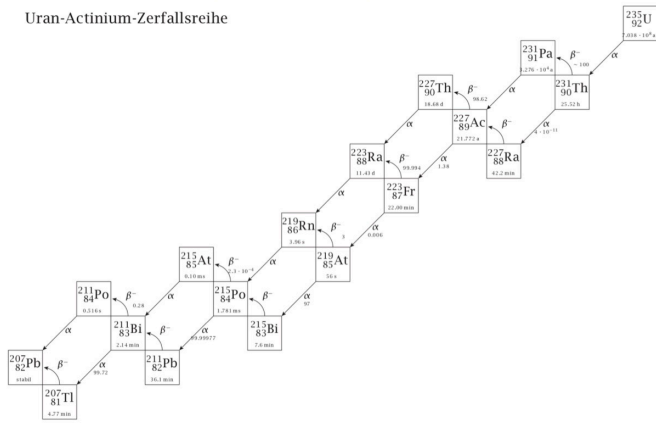 Uran-Actinium-Zerfallsreihe
235 92 U
7.038 · 10⁸ a
231 91 Pa
3.276 · 10⁴ a
β⁻
~ 100
α
227 90 Th
18.68 d
β⁻
98.62
α
231 90 Th
25.52 h
227 89 Ac
21.772 a
β⁻
α
4 · 10⁻¹¹
223 88 Ra
11.43 d
β⁻
99.994
α
α
1.38
227 88 Ra
42.2 min
223 87 Fr
22.00 min
α
219 86 Rn
3.96 s
β⁻
3
α
0.006
215 85 At
0.10 ms
β⁻
2.3 · 10⁻⁴
α
219 85 At
56 s
211 84 Po
0.516 s
β⁻
0.28
α
215 84 Po
1.781 ms
β⁻
α
97
α
211 83 Bi
2.14 min
β⁻
α
99.99977
215 83 Bi
7.6 min
207 82 Pb
stabil
β⁻
α
99.72
211 82 Pb
36.1 min
207 81 Tl
4.77 min